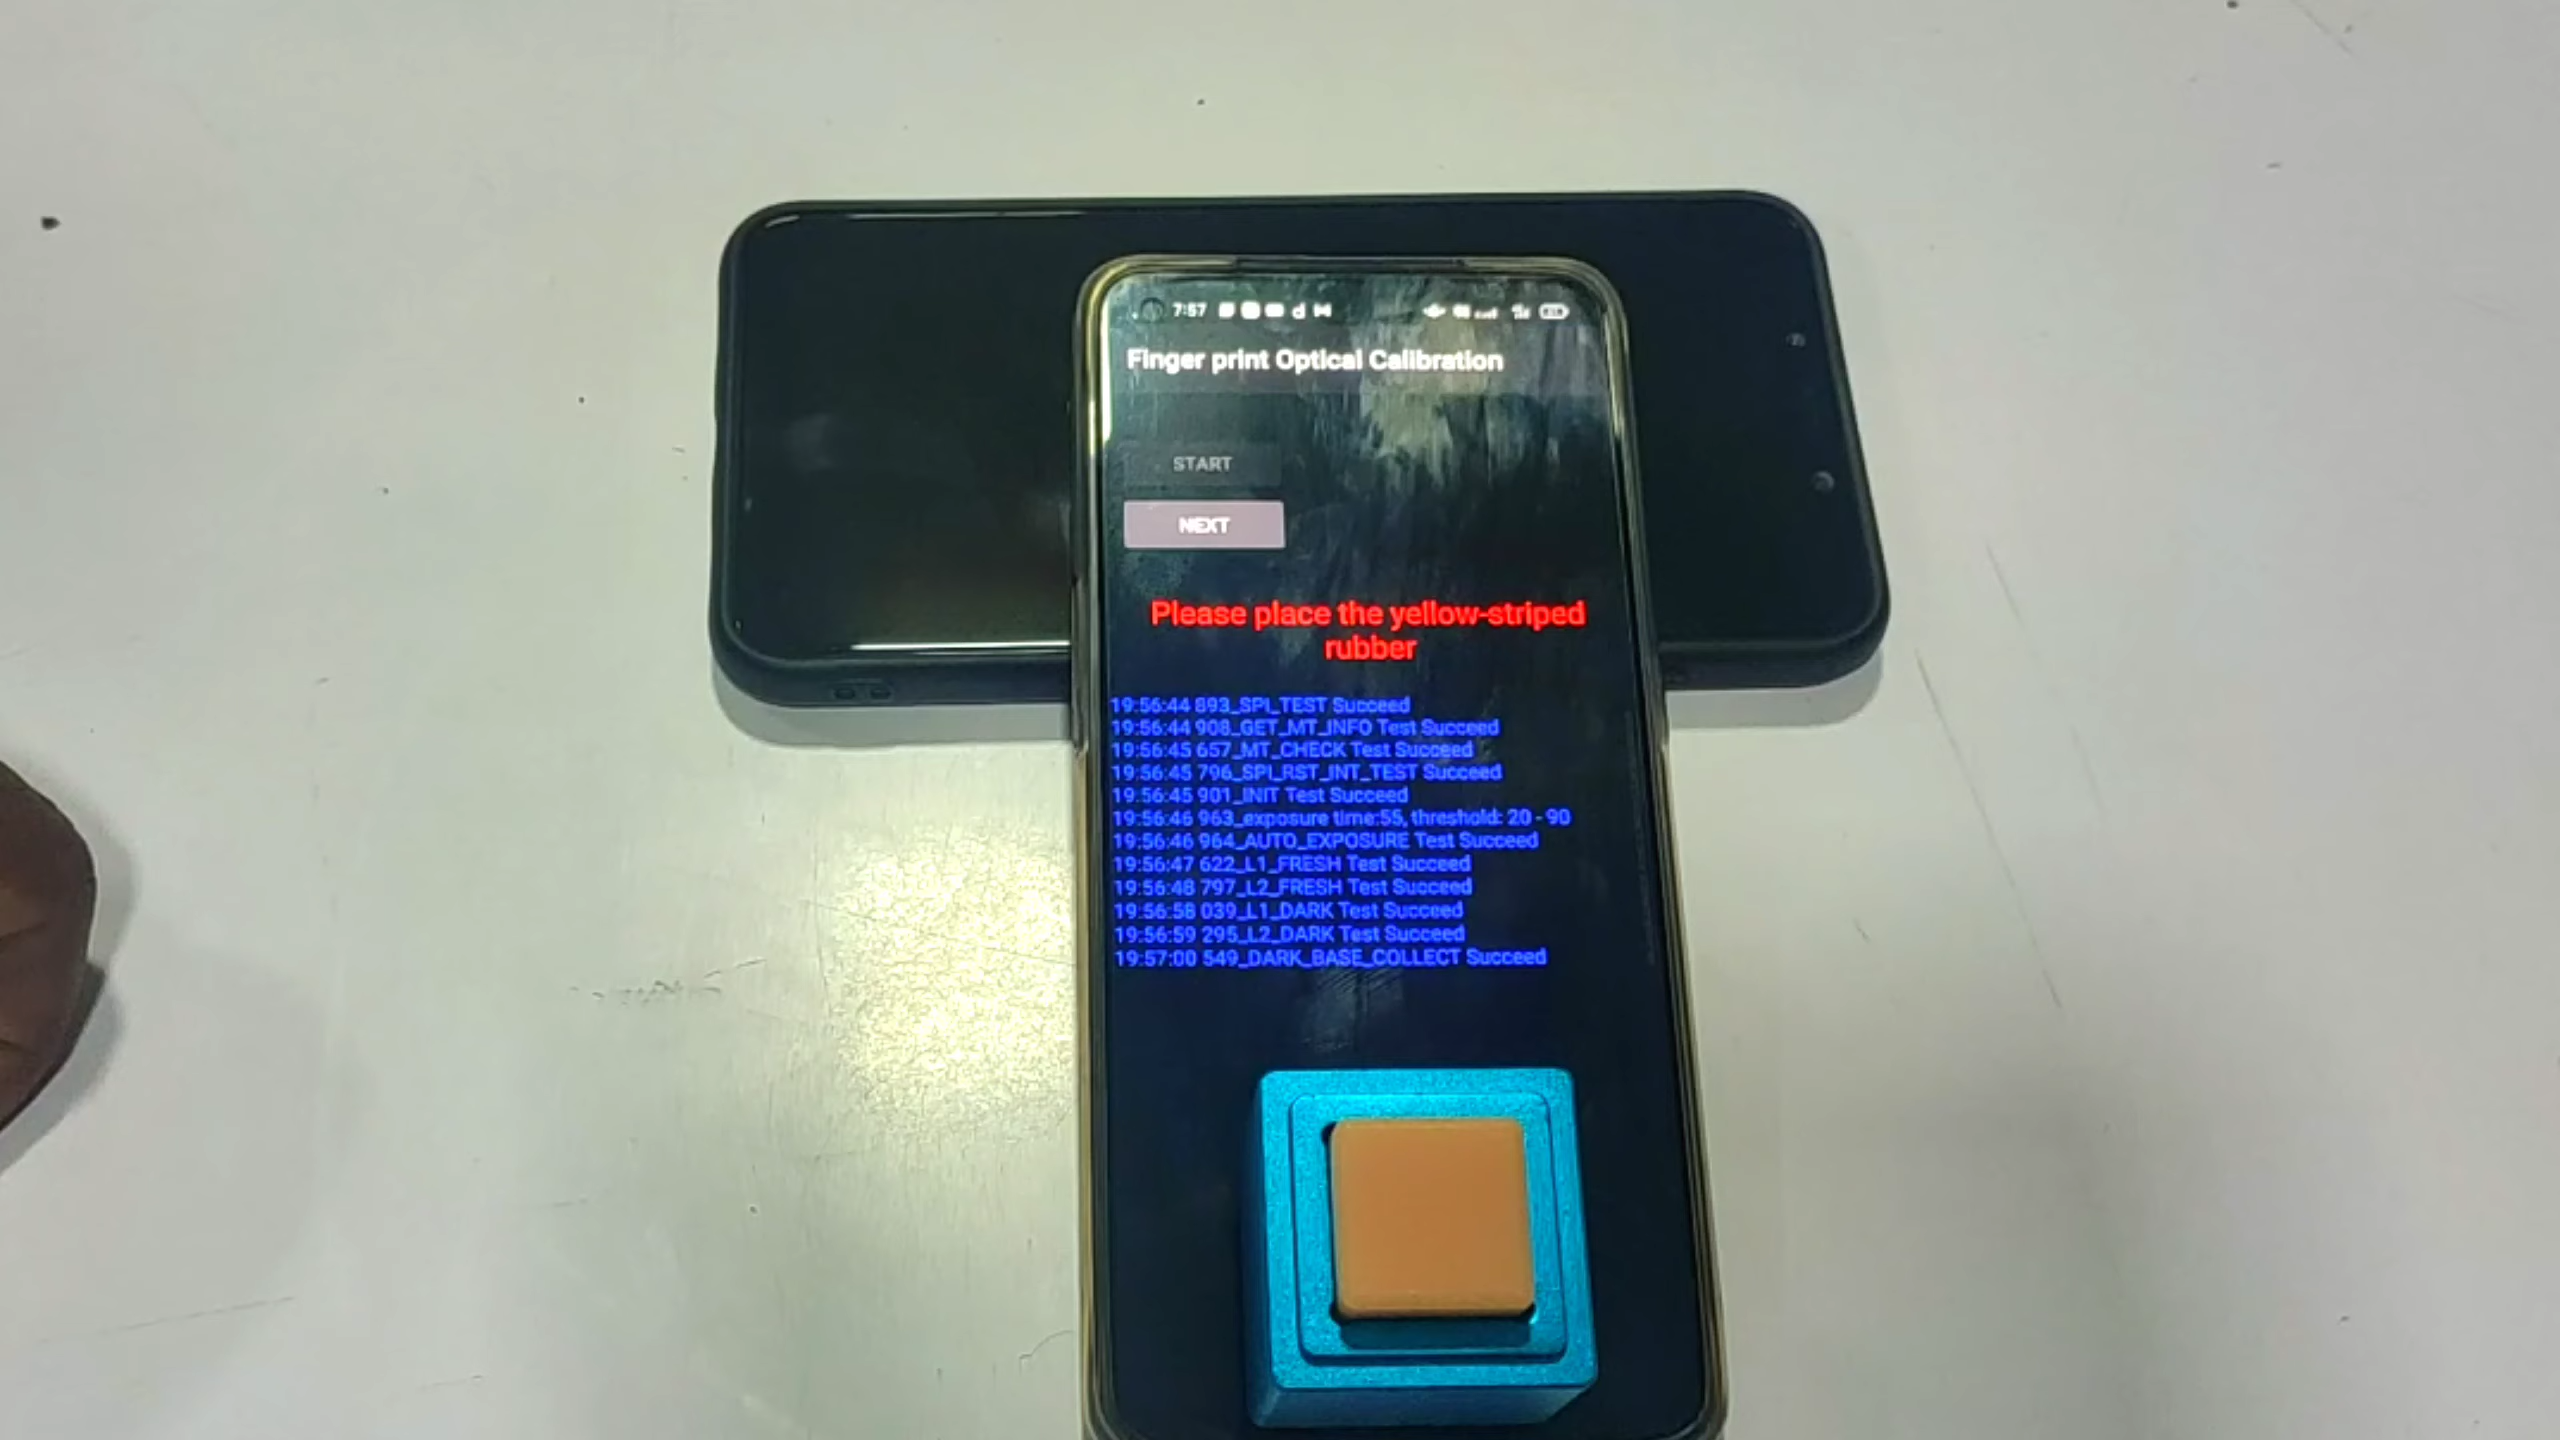 7:57
Finger print Optical Calibration
START
NEXT
Please place the yellow-striped
rubber
19:56:44 893_SPI_TEST Succeed
19:56:44 908_GET_MT_INFO Test Succeed
19:56:45 657_MT_CHECK Test Succeed
19:56:45 796_SPI_RST_INT_TEST Succeed
19:56:45 901_INIT Test Succeed
19:56:46 963_exposure time:55, threshold: 20 - 90
19:56:46 964_AUTO_EXPOSURE Test Succeed
19:56:47 622_L1_FRESH Test Succeed
19:56:48 797_L2_FRESH Test Succeed
19:56:58 039_L1_DARK Test Succeed
19:56:59 295_L2_DARK Test Succeed
19:57:00 549_DARK_BASE_COLLECT Succeed